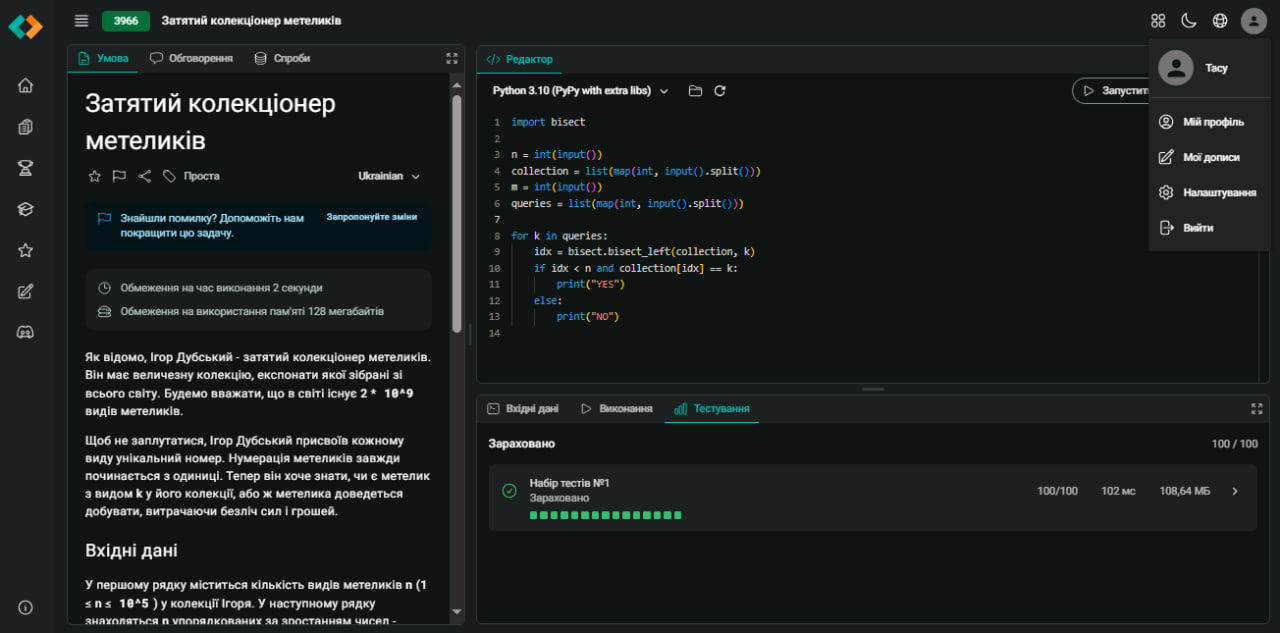 3966 Затятий колекціонер метеликів
Тасу
Мій профіль
Мої дописи
Налаштування
Вийти
Умова Обговорення Спроби
Затятий колекціонер
метеликів
Проста Ukrainian
Знайшли помилку? Допоможіть нам Запропонуйте зміни
покращити цю задачу.
Обмеження на час виконання 2 секунди
Обмеження на використання пам'яті 128 мегабайтів
Як відомо, Ігор Дубський - затятий колекціонер метеликів.
Він має величезну колекцію, експонати якої зібрані зі
всього світу. Будемо вважати, що в світі існує 2 * 10^9
видів метеликів.
Щоб не заплутатися, Ігор Дубський присвоїв кожному
виду унікальний номер. Нумерація метеликів завжди
починається з одиниці. Тепер він хоче знати, чи є метелик
з видом k у його колекції, або ж метелика доведеться
добувати, витрачаючи безліч сил і грошей.
Вхідні дані
У першому рядку міститься кількість видів метеликів n (1
≤ n ≤ 10^5 ) у колекції Ігоря. У наступному рядку
знаходяться n упорядкованих за зростанням чисел -
</> Редактор
Python 3.10 (PyPy with extra libs) Запустит
1 import bisect
2
3 n = int(input())
4 collection = list(map(int, input().split()))
5 m = int(input())
6 queries = list(map(int, input().split()))
7
8 for k in queries:
9 idx = bisect.bisect_left(collection, k)
10 if idx < n and collection[idx] == k:
11 print("YES")
12 else:
13 print("NO")
14
Вхідні дані Виконання Тестування
Зараховано 100 / 100
Набір тестів №1
Зараховано
100/100 102 мс 108,64 МБ